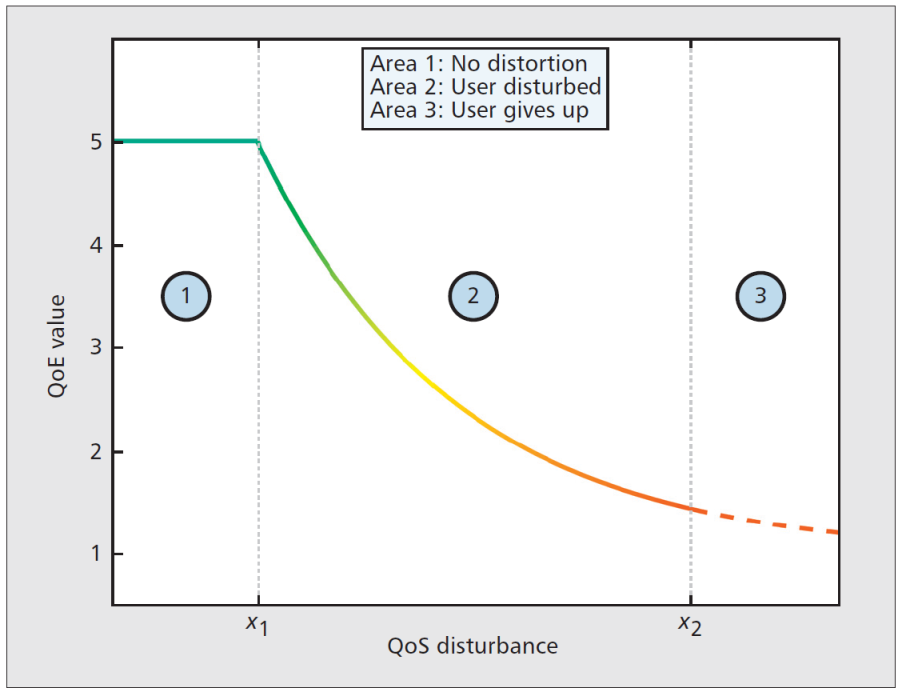 Area 1: No distortion
Area 2: User disturbed
Area 3: User gives up
5
4
3
2
1
QoE value
1
2
3
x1
x2
QoS disturbance